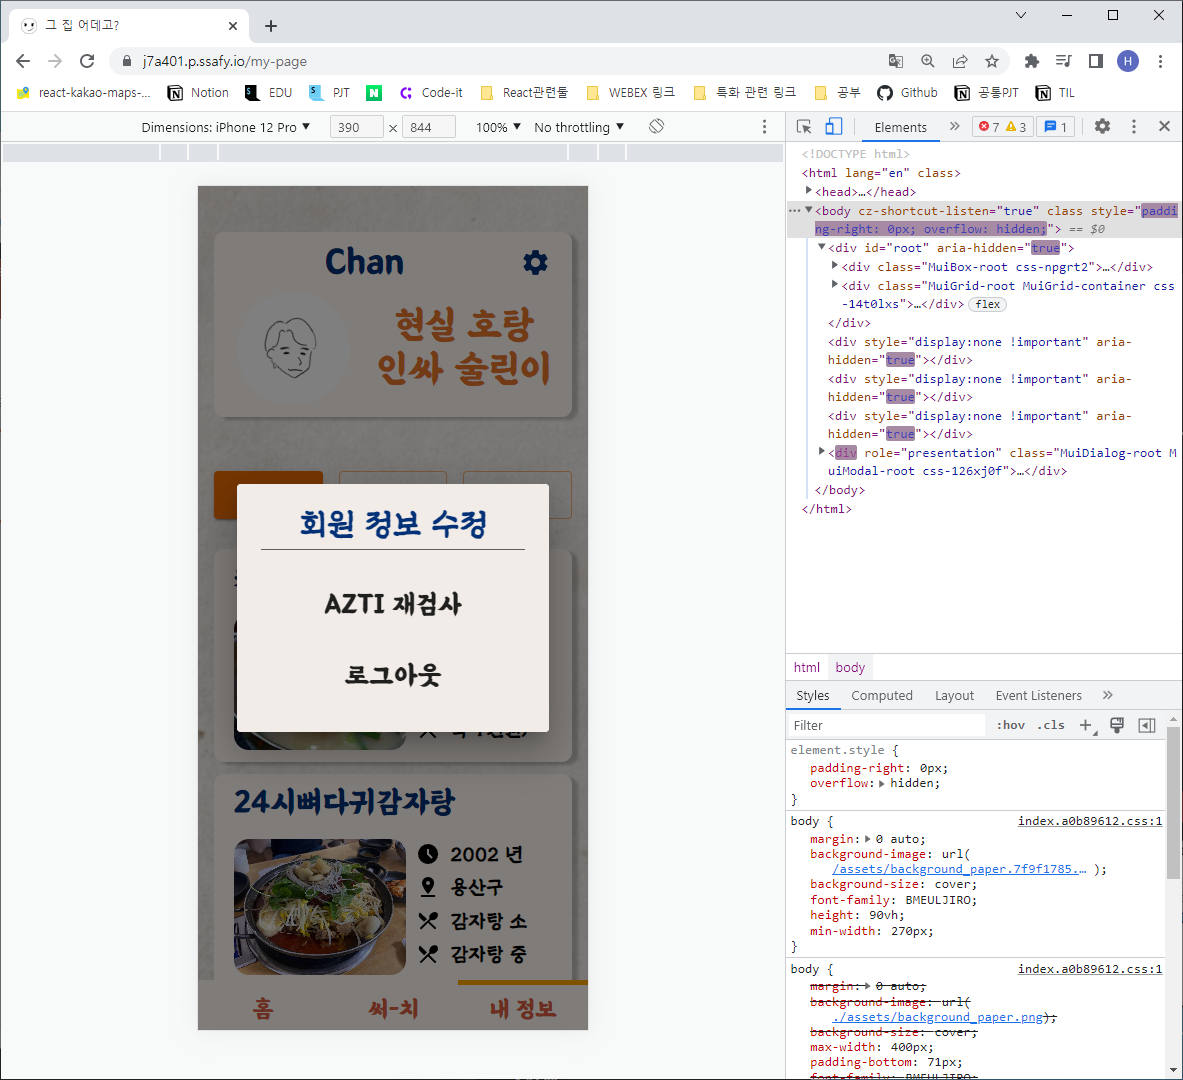 그 집 어데고?
j7a401.p.ssafy.io/my-page
H
react-kakao-maps-...
Notion
EDU
PJT
Code-it
React관련툴
WEBEX 링크
특화 관련 링크
공부
Github
공통PJT
TIL
Dimensions: iPhone 12 Pro ▼ 390 × 844 100% ▼ No throttling ▼
Elements 7 3 1
<!DOCTYPE html>
<html lang="en" class>
<head>…</head>
<body cz-shortcut-listen="true" class style="paddi
ng-right: 0px; overflow: hidden;"> == $0
<div id="root" aria-hidden="true">
<div class="MuiBox-root css-npgrt2">…</div>
<div class="MuiGrid-root MuiGrid-container css
-14t0lxs">…</div> flex
</div>
<div style="display:none !important" aria-
hidden="true"></div>
<div style="display:none !important" aria-
hidden="true"></div>
<div style="display:none !important" aria-
hidden="true"></div>
<div role="presentation" class="MuiDialog-root M
uiModal-root css-126xj0f">…</div>
</body>
</html>
html body
Styles Computed Layout Event Listeners
Filter :hov .cls
element.style {
padding-right: 0px;
overflow: hidden;
}
body { index.a0b89612.css:1
margin: 0 auto;
background-image: url(
/assets/background_paper.7f9f1785.… );
background-size: cover;
font-family: BMEULJIRO;
height: 90vh;
min-width: 270px;
}
body { index.a0b89612.css:1
margin: 0 auto;
background-image: url(
./assets/background_paper.png);
background-size: cover;
max-width: 400px;
padding-bottom: 71px;
font-family: BMEULJIRO;
Chan
현실 호탕
인싸 술린이
회원 정보 수정
AZTI 재검사
로그아웃
24시뼈다귀감자탕
2002 년
용산구
감자탕 소
감자탕 중
홈 써-치 내 정보